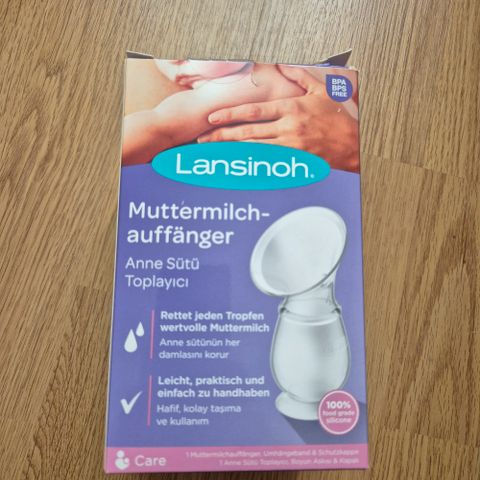 BPA
BPS
FREE
Lansinoh®
Muttermilch-
auffänger
Anne Sütü
Toplayıcı
Rettet jeden Tropfen
wertvolle Muttermilch
Anne sütünün her
damlasını korur
Leicht, praktisch und
einfach zu handhaben
Hafif, kolay taşıma
ve kullanım
100%
food grade
silicone
Care
1 Muttermilchauffänger, Umhängeband & Schutzkappe
1 Anne Sütü Toplayıcı, Boyun Askısı & Kapak